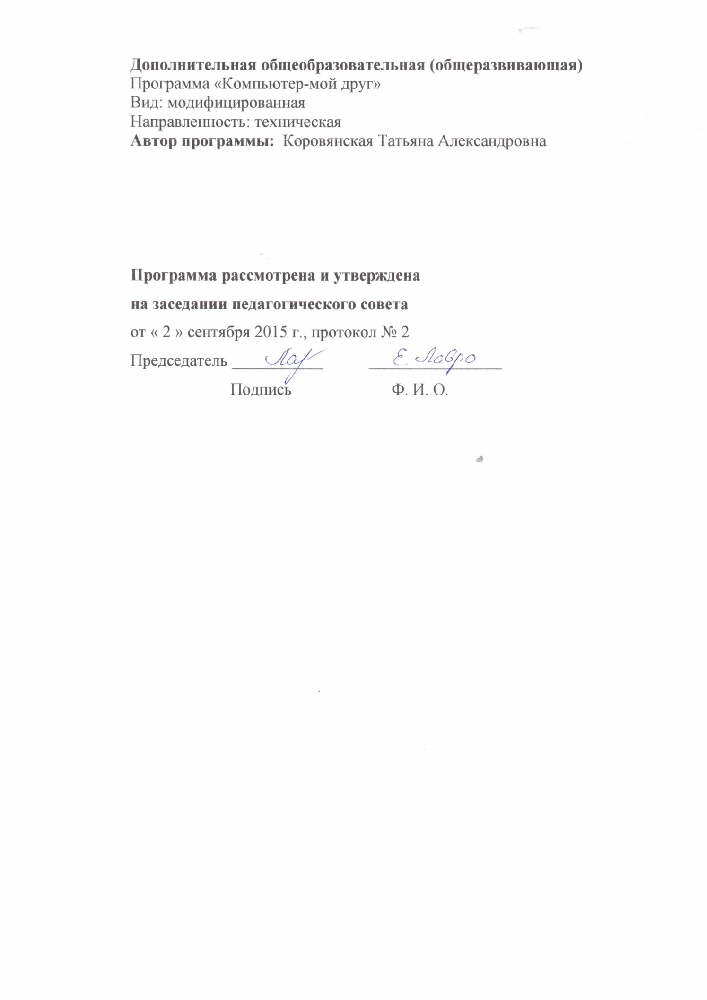 Дополнительная общеобразовательная (общеразвивающая)
Программа «Компьютер-мой друг»
Вид: модифицированная
Направленность: техническая
Автор программы: Коровянская Татьяна Александровна
Программа рассмотрена и утверждена
на заседании педагогического совета
от « 2 » сентября 2015 г., протокол № 2
Председатель ___________ Е. Лавро
Подпись Ф. И. О.